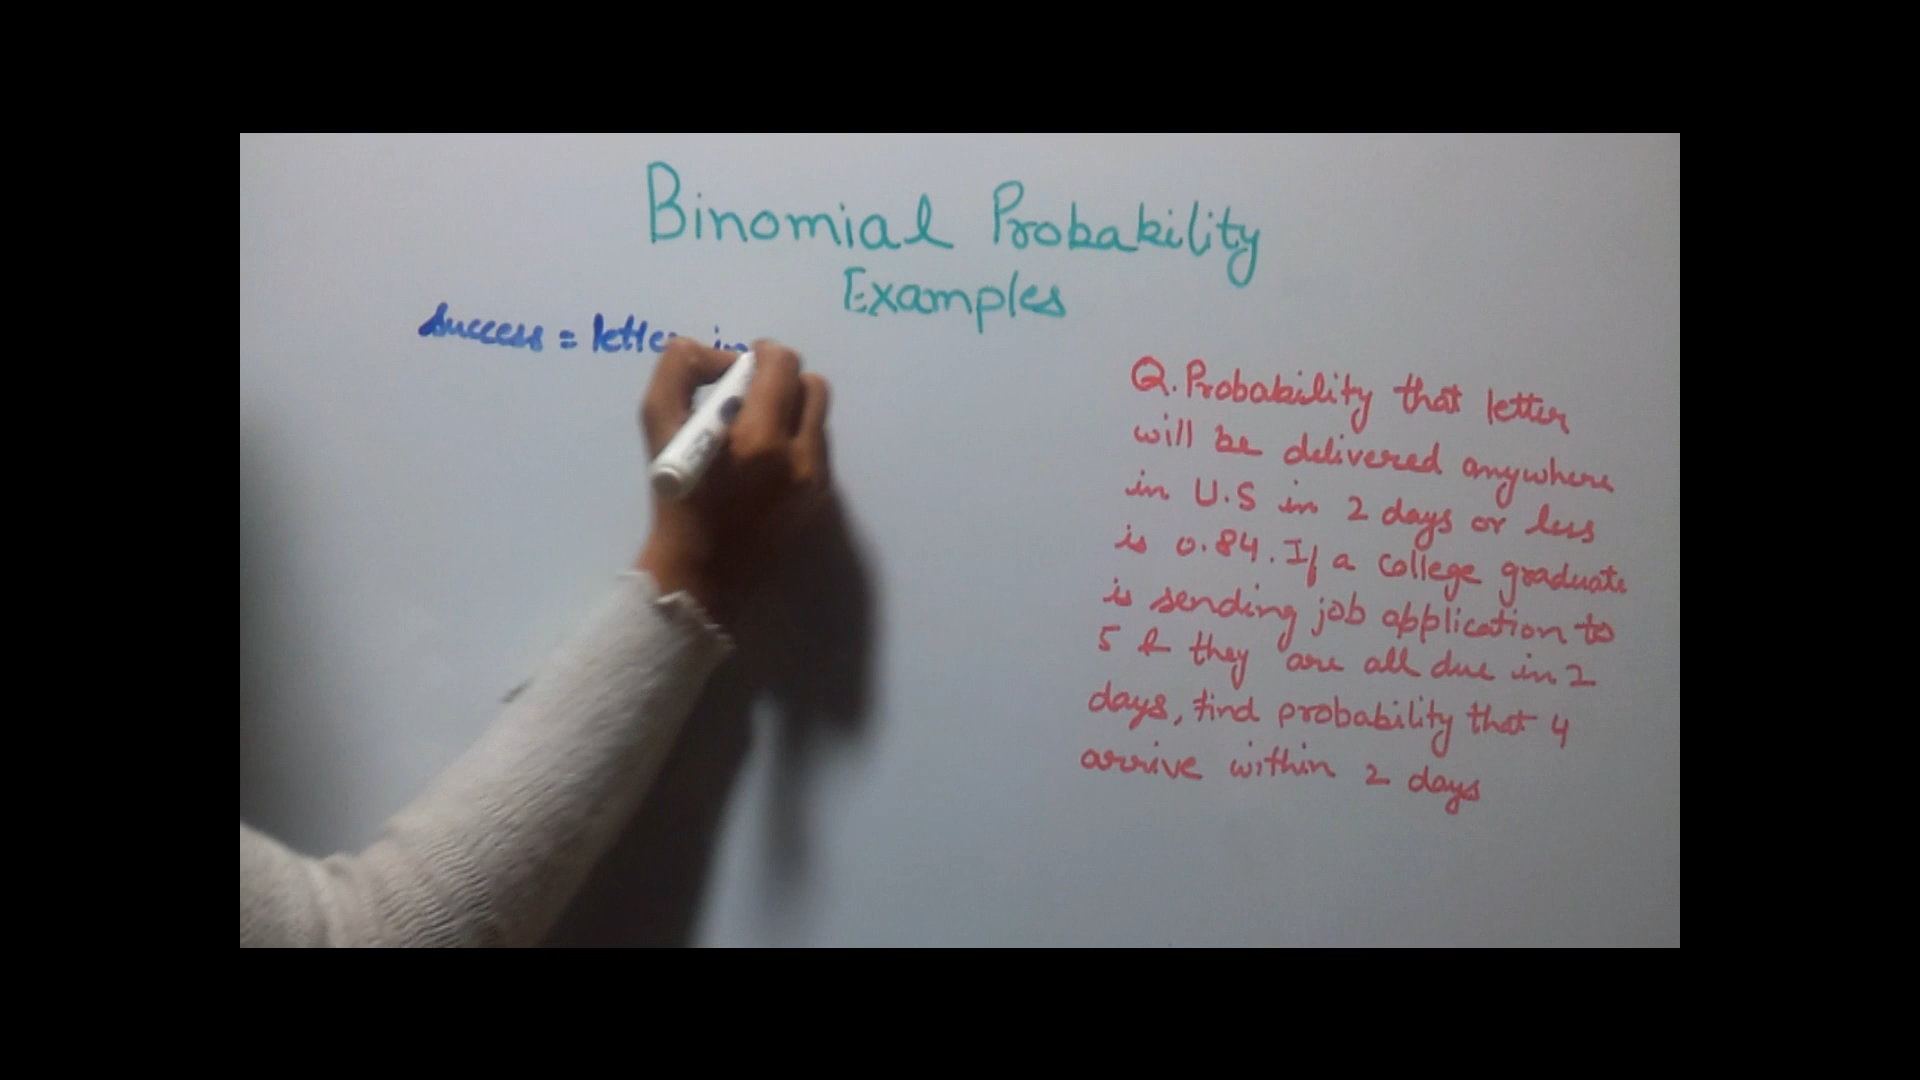 Binomial Probability
Examples
Success = letter in
Q. Probability that letter
will be delivered anywhere
in U.S in 2 days or less
is 0.84. If a college graduate
is sending job application to
5 & they are all due in 2
days, find probability that 4
arrive within 2 days